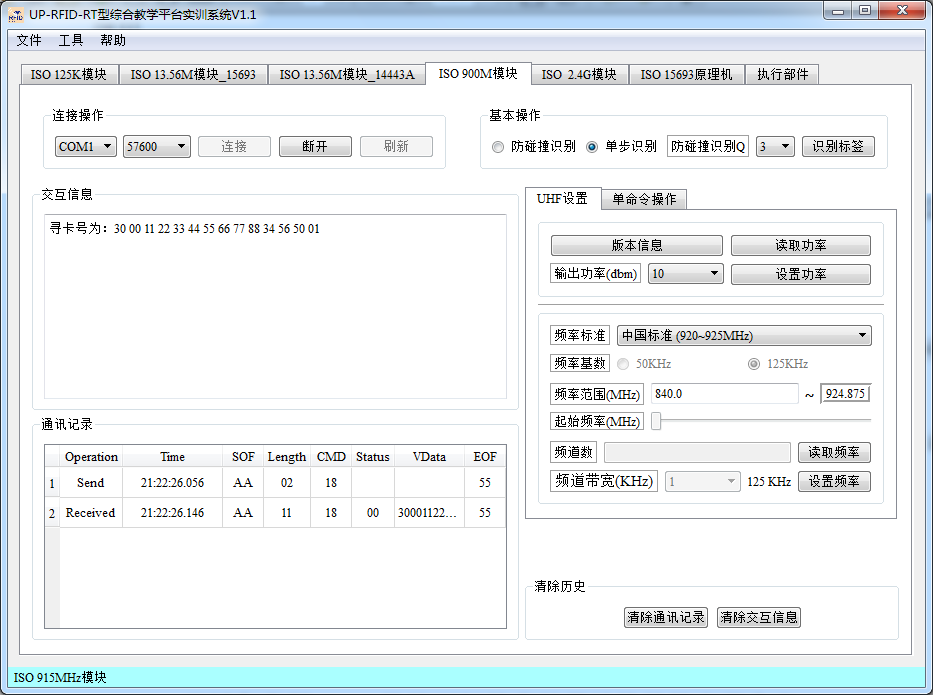 UP-RFID-RT型综合教学平台实训系统V1.1
文件 工具 帮助
ISO 125K模块 ISO 13.56M模块_15693 ISO 13.56M模块_14443A ISO 900M模块 ISO 2.4G模块 ISO 15693原理机 执行部件
连接操作
COM1 57600 连接 断开 刷新
基本操作
防碰撞识别 单步识别 防碰撞识别Q 3 识别标签
交互信息
寻卡号为：30 00 11 22 33 44 55 66 77 88 34 56 50 01
UHF设置 单命令操作
版本信息 读取功率
输出功率(dbm) 10 设置功率
频率标准 中国标准 (920~925MHz)
频率基数 50KHz 125KHz
频率范围(MHz) 840.0 ~ 924.875
起始频率(MHz)
频道数 读取频率
频道带宽(KHz) 1 125 KHz 设置频率
通讯记录
Operation Time SOF Length CMD Status VData EOF
1 Send 21:22:26.056 AA 02 18 55
2 Received 21:22:26.146 AA 11 18 00 30001122... 55
清除历史
清除通讯记录 清除交互信息
ISO 915MHz模块